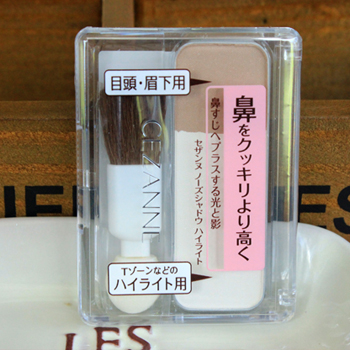 目頭・眉下用
鼻をクッキリより高く
鼻すじへプラスする光と影
セザンヌ ノーズシャドウ ハイライト
CEZANNE
Tゾーンなどの
ハイライト用
LES